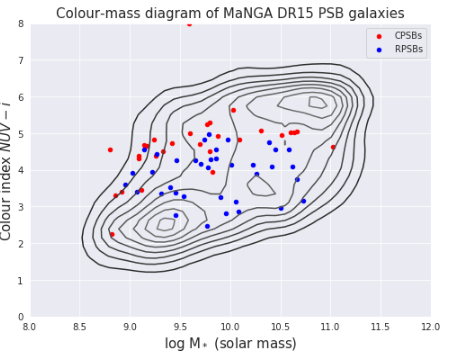 Colour-mass diagram of MaNGA DR15 PSB galaxies
CPSBs
RPSBs
Colour index NUV − i
8
7
6
5
4
3
2
1
0
8.0 8.5 9.0 9.5 10.0 10.5 11.0 11.5 12.0
log M* (solar mass)